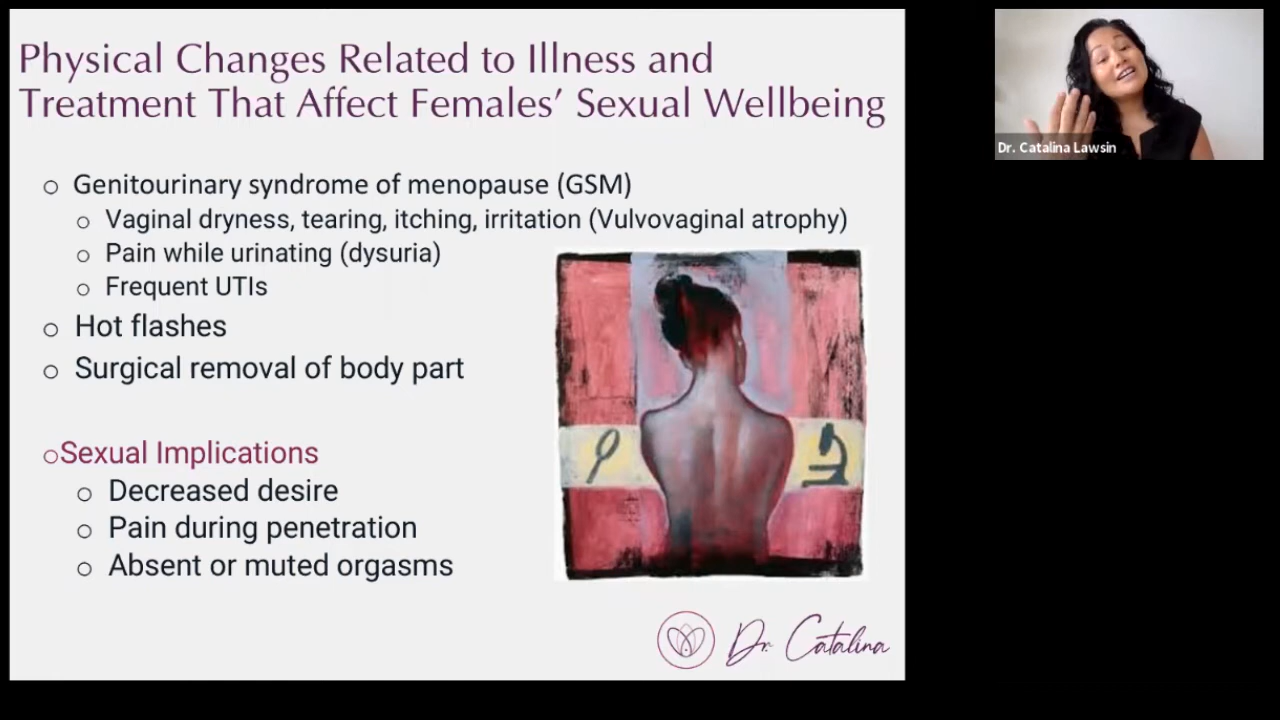 Physical Changes Related to Illness and
Treatment That Affect Females’ Sexual Wellbeing
Genitourinary syndrome of menopause (GSM)
Vaginal dryness, tearing, itching, irritation (Vulvovaginal atrophy)
Pain while urinating (dysuria)
Frequent UTIs
Hot flashes
Surgical removal of body part
Sexual Implications
Decreased desire
Pain during penetration
Absent or muted orgasms
Dr. Catalina
Dr. Catalina Lawsin